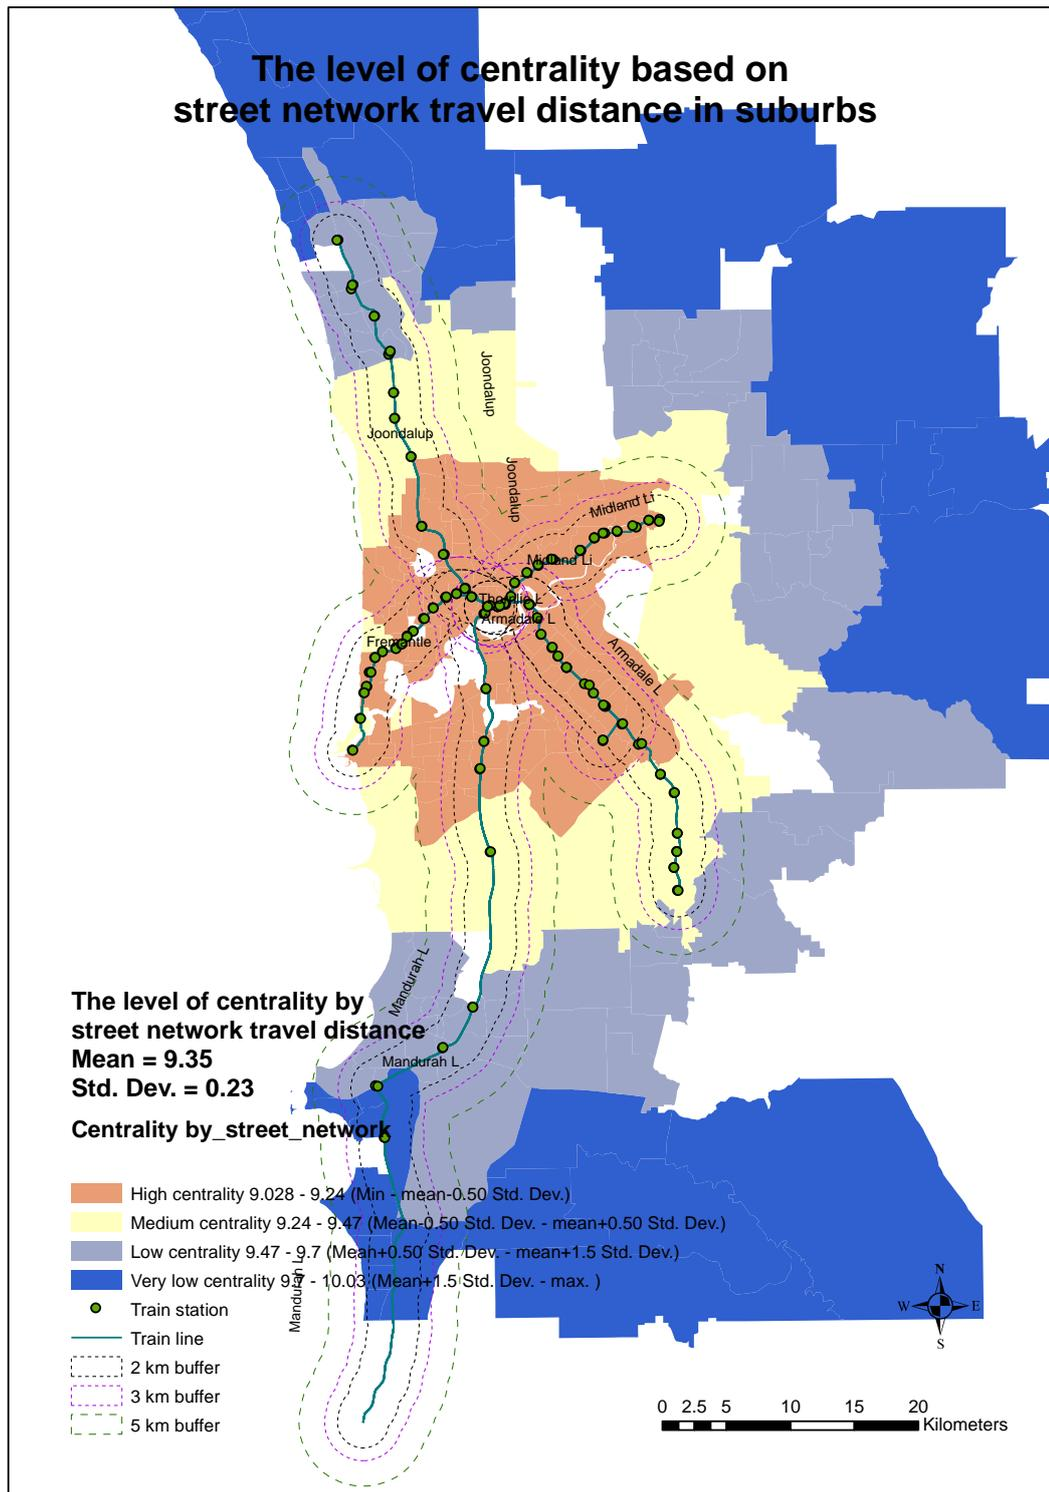 The level of centrality based on
street network travel distance in suburbs
Joondalup
Joondalup
Joondalup
Midland Li
Midland Li
Thornlie L
Armadale L
Fremantle
Armadale L
Mandurah L
Mandurah L
Mandurah L
The level of centrality by
street network travel distance
Mean = 9.35
Std. Dev. = 0.23
Centrality by_street_network
High centrality 9.028 - 9.24 (Min - mean-0.50 Std. Dev.)
Medium centrality 9.24 - 9.47 (Mean-0.50 Std. Dev. - mean+0.50 Std. Dev.)
Low centrality 9.47 - 9.7 (Mean+0.50 Std. Dev. - mean+1.5 Std. Dev.)
Very low centrality 9.7 - 10.03 (Mean+1.5 Std. Dev. - max. )
Train station
Train line
2 km buffer
3 km buffer
5 km buffer
N
W E
S
0 2.5 5 10 15 20
Kilometers